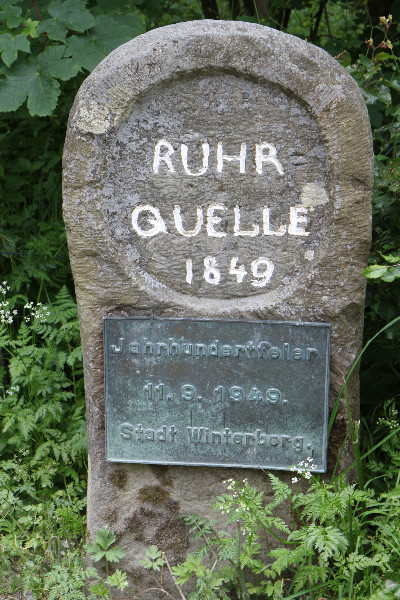 RUHR
QUELLE
1849
Jahrhundertfeier
11.9.1949.
Stadt Winterberg.